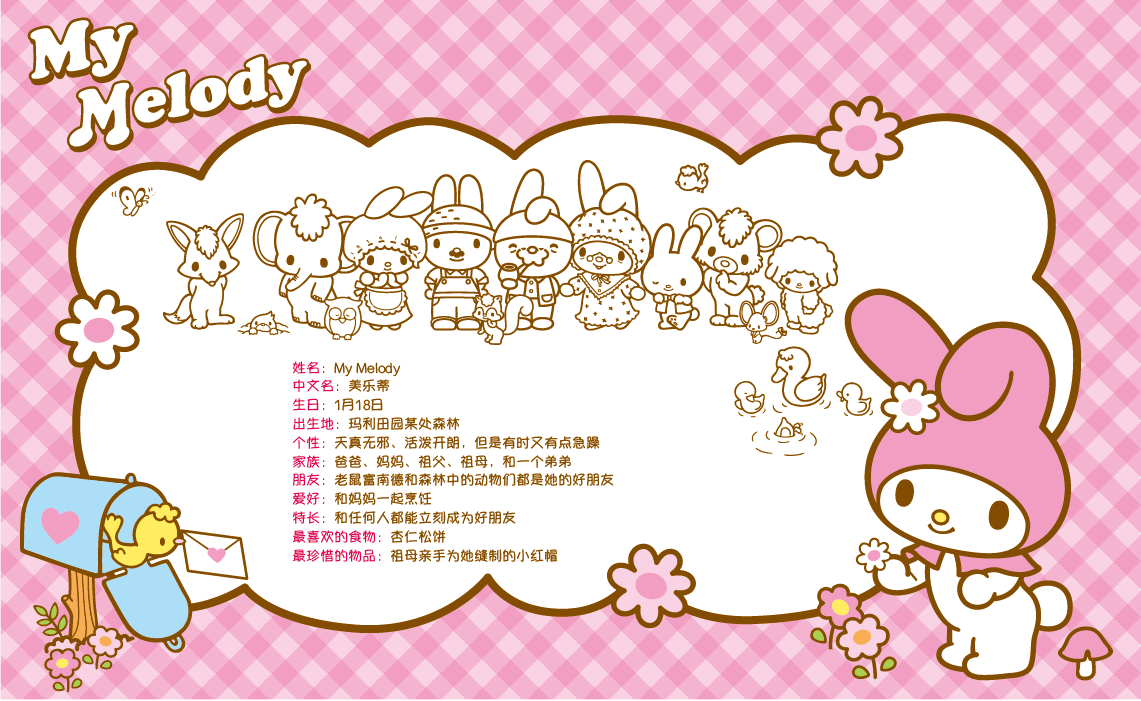 My
Melody
姓名：My Melody
中文名：美乐蒂
生日：1月18日
出生地：玛利田园某处森林
个性：天真无邪、活泼开朗，但是有时又有点急躁
家族：爸爸、妈妈、祖父、祖母，和一个弟弟
朋友：老鼠富南德和森林中的动物们都是她的好朋友
爱好：和妈妈一起烹饪
特长：和任何人都能立刻成为好朋友
最喜欢的食物：杏仁松饼
最珍惜的物品：祖母亲手为她缝制的小红帽